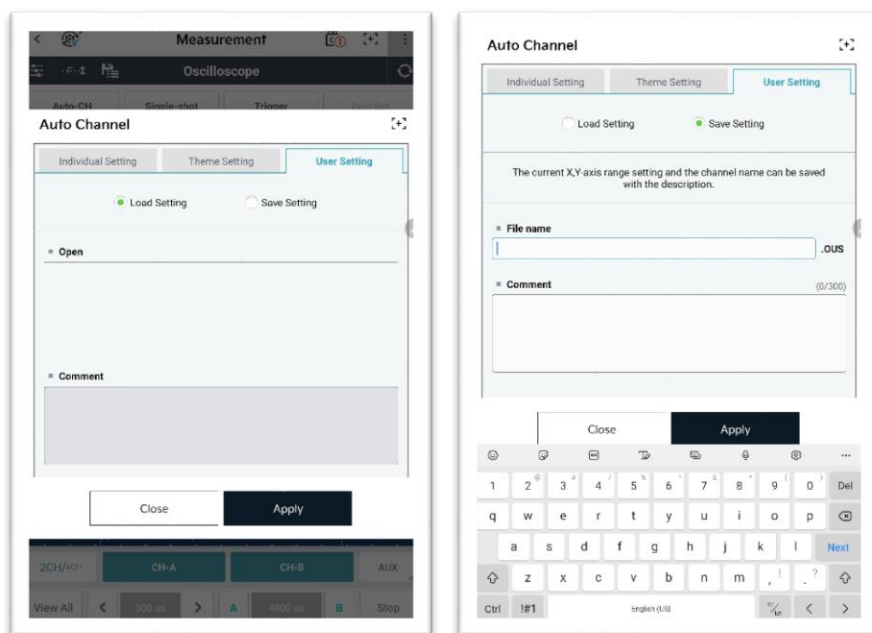 Measurement
Oscilloscope
Auto-CH Single-shot Trigger
Auto Channel
Individual Setting Theme Setting User Setting
Load Setting Save Setting
Open
Comment
Close Apply
2CH/4CH CH-A CH-B AUX
View All 500 us A 4800 us B Stop
Auto Channel
Individual Setting Theme Setting User Setting
Load Setting Save Setting
The current X,Y-axis range setting and the channel name can be saved
with the description.
File name
.OUS
Comment (0/300)
Close Apply
1 2 @ 3 # 4 / 5 % 6 ^ 7 & 8 * 9 ( 0 ) Del
q w e r t y u i o p
a s d f g h j k l Next
z x c v b n m , ! . ?
Ctrl !#1 English (US)